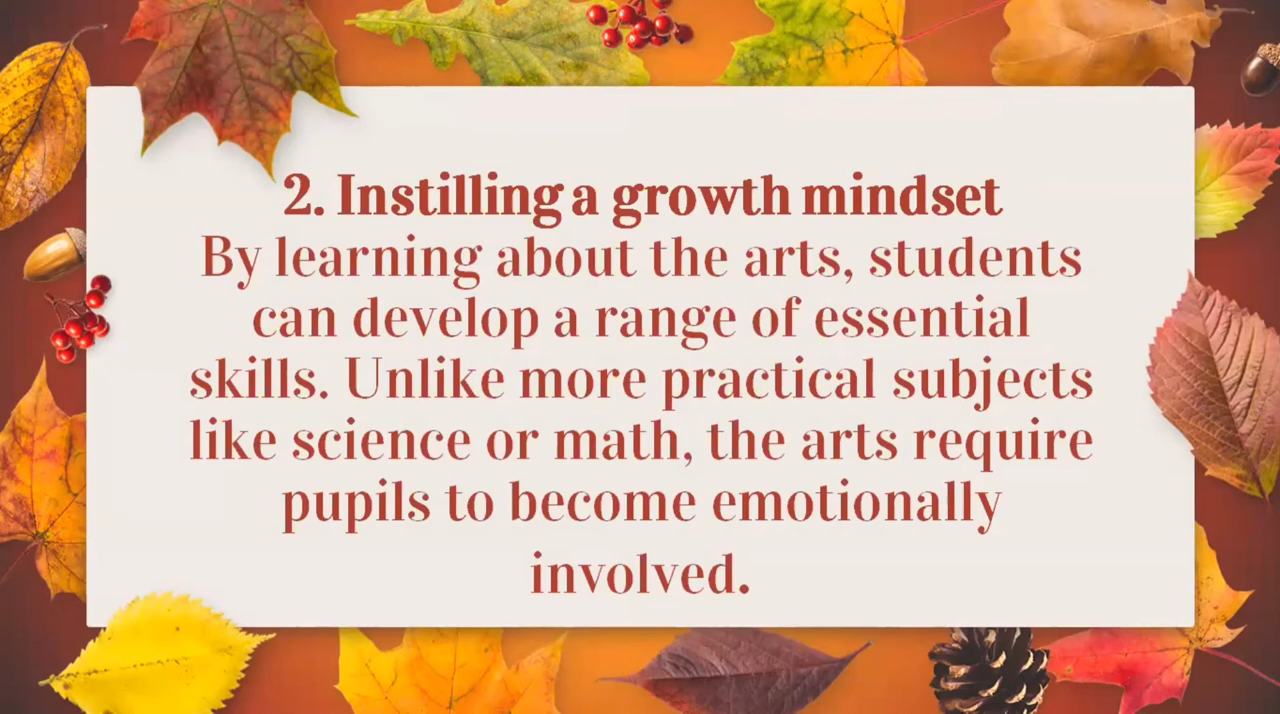 2. Instilling a growth mindset
By learning about the arts, students
can develop a range of essential
skills. Unlike more practical subjects
like science or math, the arts require
pupils to become emotionally
involved.